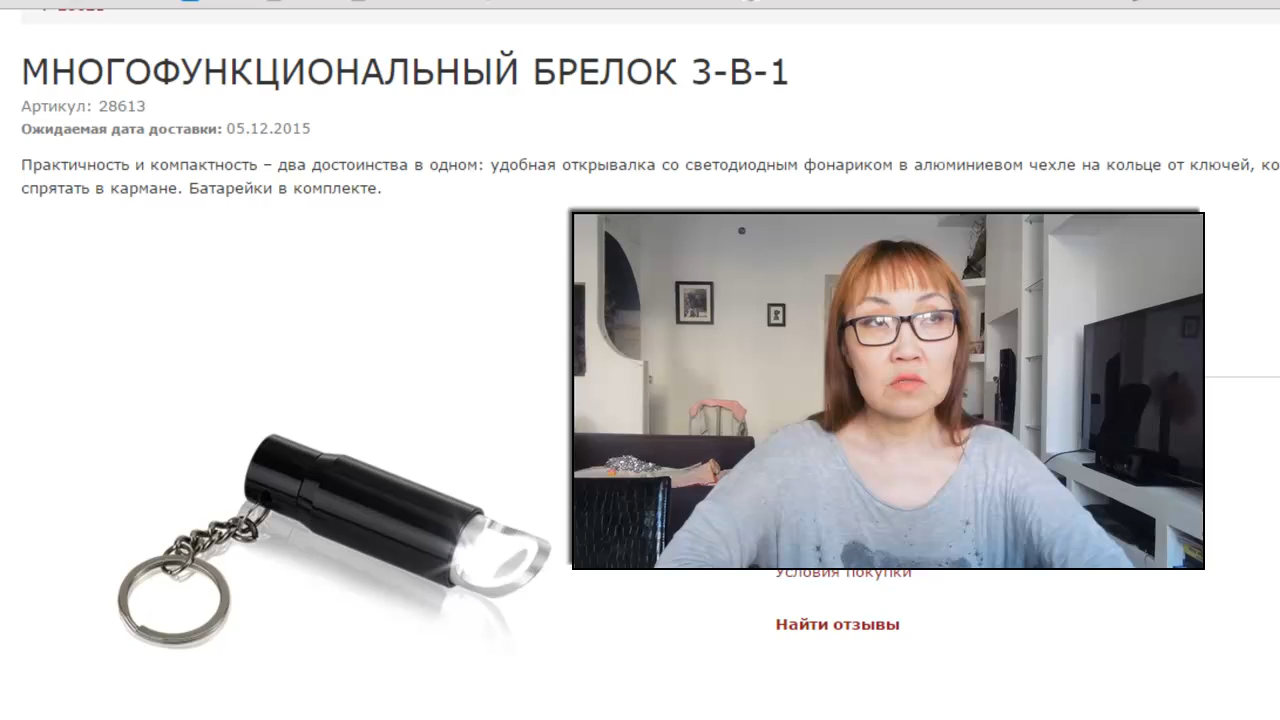 МНОГОФУНКЦИОНАЛЬНЫЙ БРЕЛОК 3-В-1
Артикул: 28613
Ожидаемая дата доставки: 05.12.2015
Практичность и компактность – два достоинства в одном: удобная открывалка со светодиодным фонариком в алюминиевом чехле на кольце от ключей, ко
спрятать в кармане. Батарейки в комплекте.
Условия покупки
Найти отзывы